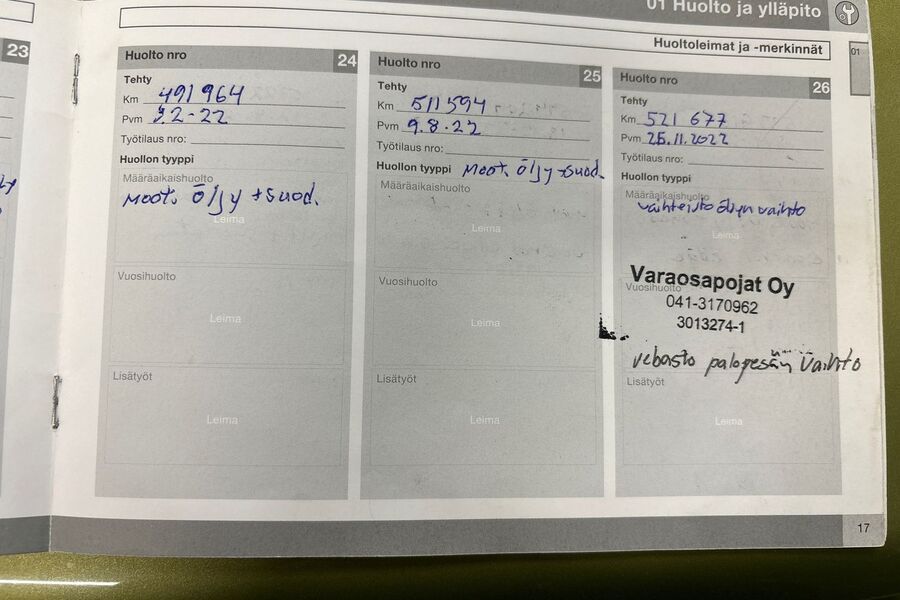 01 Huolto ja ylläpito
Huoltoleimat ja -merkinnät
01
23
Huolto nro 24
Tehty
Km 491 964
Pvm 3.2-22
Työtilaus nro:
Huollon tyyppi
Määräaikaishuolto
Moot. Öljy +suod.
Leima
Vuosihuolto
Leima
Lisätyöt
Leima
Huolto nro 25
Tehty
Km 511 594
Pvm 9.8-22
Työtilaus nro:
Huollon tyyppi Moot. Öljy +suod.
Määräaikaishuolto
Leima
Vuosihuolto
Leima
Lisätyöt
Leima
Huolto nro 26
Tehty
Km 521 677
Pvm 25.11.2022
Työtilaus nro:
Huollon tyyppi
Määräaikaishuolto
vaihteisto öljyn vaihto
Leima
Varaosapojat Oy
Vuosihuolto
041-3170962
3013274-1
vebasto palopesän vaihto
Lisätyöt
Leima
17